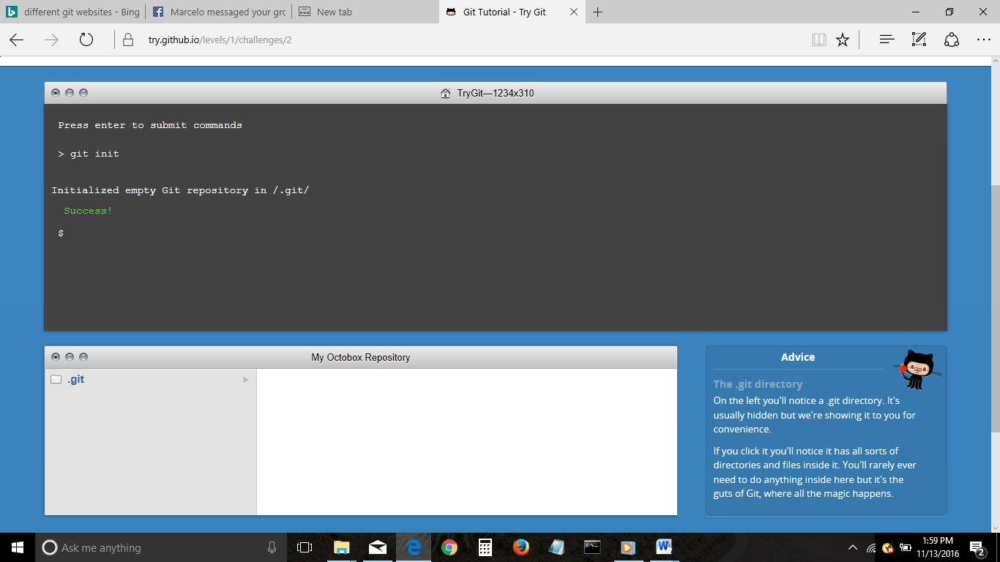 different git websites - Bing
Marcelo messaged your grc
New tab
Git Tutorial - Try Git
try.github.io/levels/1/challenges/2
TryGit—1234x310
Press enter to submit commands
> git init
Initialized empty Git repository in /.git/
Success!
$
My Octobox Repository
.git
Advice
The .git directory
On the left you'll notice a .git directory. It's
usually hidden but we're showing it to you for
convenience.
If you click it you'll notice it has all sorts of
directories and files inside it. You'll rarely ever
need to do anything inside here but it's the
guts of Git, where all the magic happens.
Ask me anything
1:59 PM
11/13/2016
2